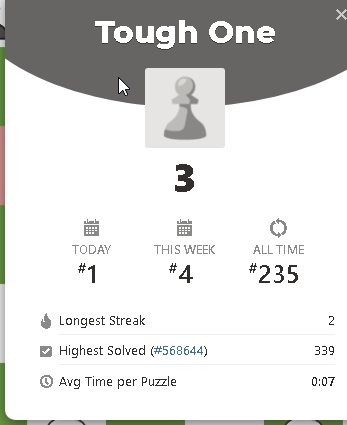 Tough One
3
TODAY THIS WEEK ALL TIME
#1 #4 #235
Longest Streak 2
Highest Solved (#568644) 339
Avg Time per Puzzle 0:07